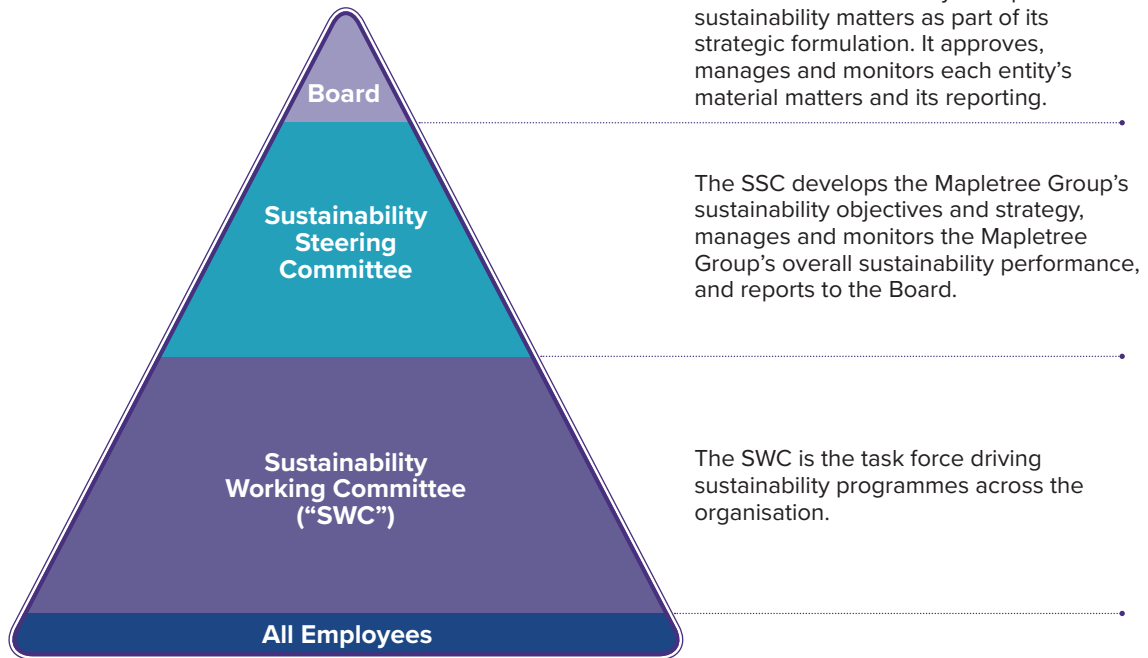 sustainability matters as part of its
strategic formulation. It approves,
manages and monitors each entity’s
material matters and its reporting.
Board
The SSC develops the Mapletree Group’s
sustainability objectives and strategy,
manages and monitors the Mapletree
Group’s overall sustainability performance,
and reports to the Board.
Sustainability
Steering
Committee
The SWC is the task force driving
sustainability programmes across the
organisation.
Sustainability
Working Committee
(“SWC”)
All Employees